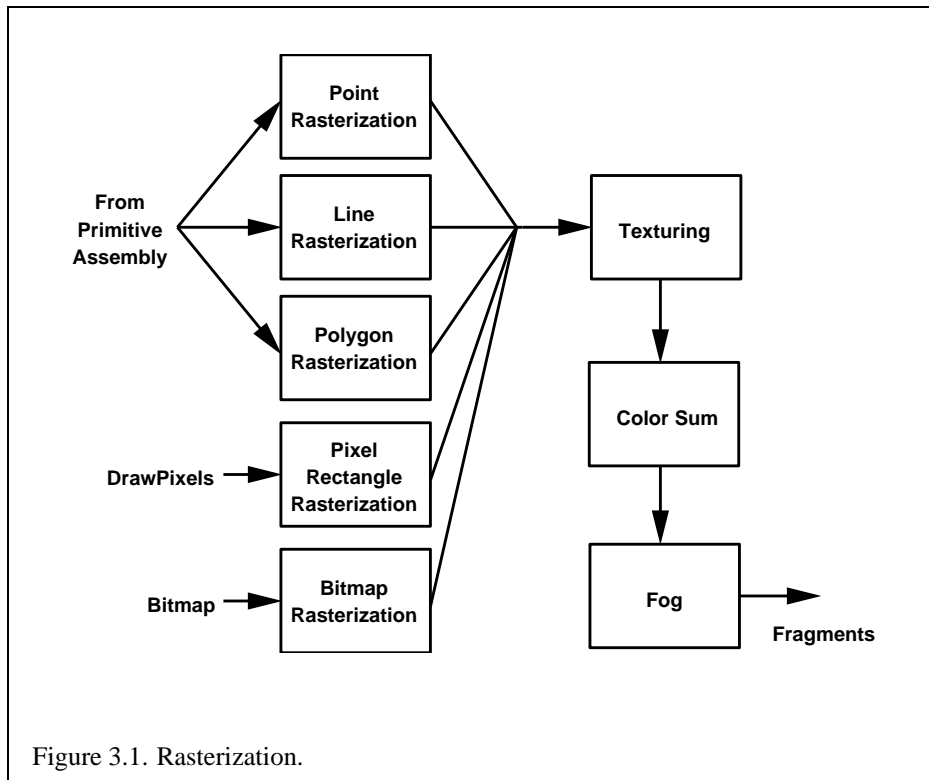 Point
Rasterization
From
Primitive
Assembly
Line
Rasterization
Texturing
Polygon
Rasterization
Color Sum
DrawPixels
Pixel
Rectangle
Rasterization
Bitmap
Bitmap
Rasterization
Fog
Fragments
Figure 3.1. Rasterization.